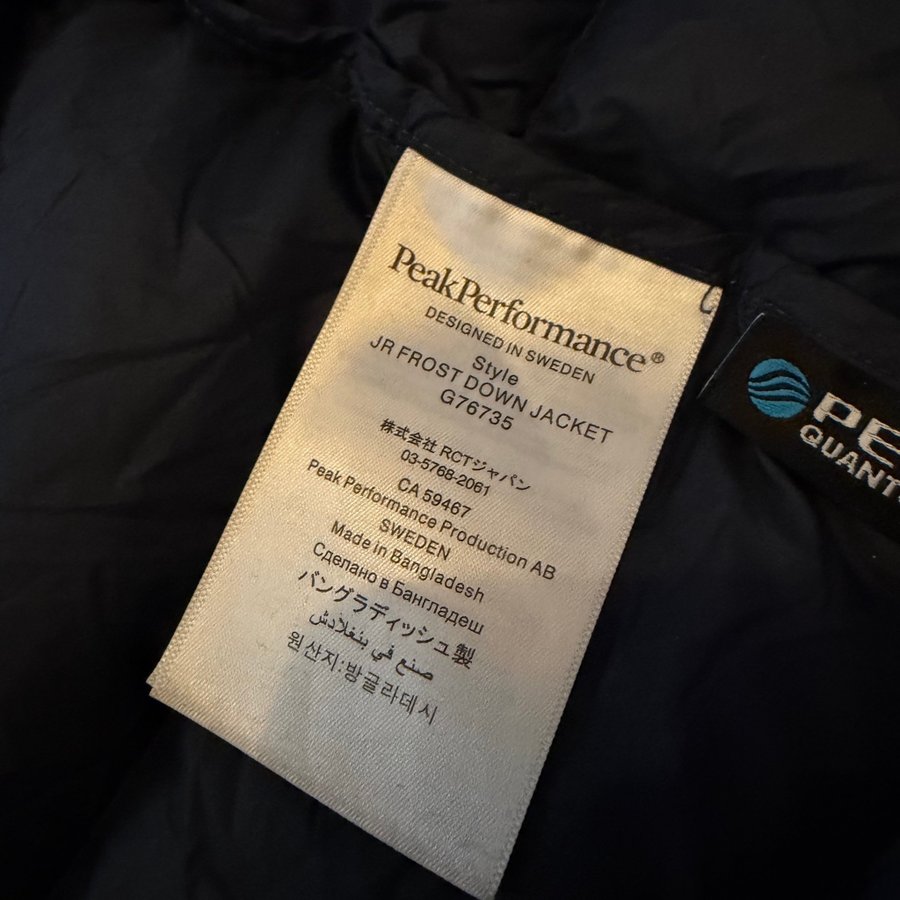 PeakPerformance®
DESIGNED IN SWEDEN
Style
JR FROST DOWN JACKET
G76735
株式会社 RCTジャパン
03-5768-2061
CA 59467
Peak Performance Production AB
SWEDEN
Made in Bangladesh
Сделано в Бангладеш
バングラディッシュ製
صنع في بنغلادش
원산지:방글라데시